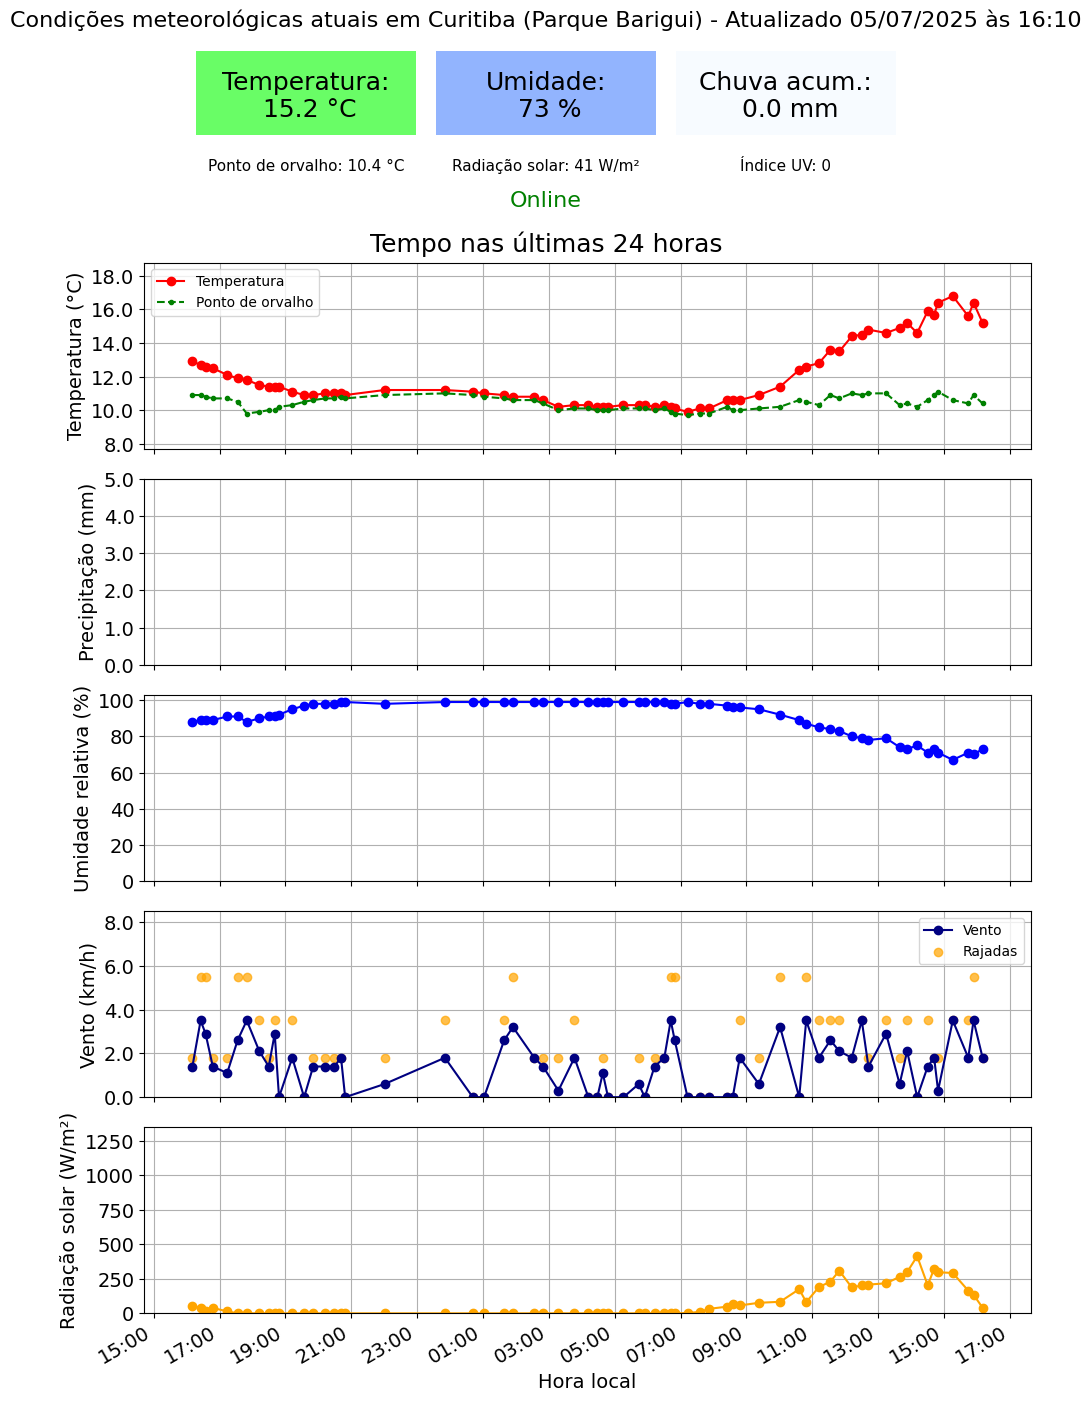 Condições meteorológicas atuais em Curitiba (Parque Barigui) - Atualizado 05/07/2025 às 16:10
Temperatura:
15.2 °C
Umidade:
73 %
Chuva acum.:
0.0 mm
Ponto de orvalho: 10.4 °C
Radiação solar: 41 W/m²
Índice UV: 0
Online
Tempo nas últimas 24 horas
Temperatura (°C)
18.0
16.0
14.0
12.0
10.0
8.0
Temperatura
Ponto de orvalho
Precipitação (mm)
5.0
4.0
3.0
2.0
1.0
0.0
Umidade relativa (%)
100
80
60
40
20
0
Vento (km/h)
8.0
6.0
4.0
2.0
0.0
Vento
Rajadas
Radiação solar (W/m²)
1250
1000
750
500
250
0
15:00
17:00
19:00
21:00
23:00
01:00
03:00
05:00
07:00
09:00
11:00
13:00
15:00
17:00
Hora local